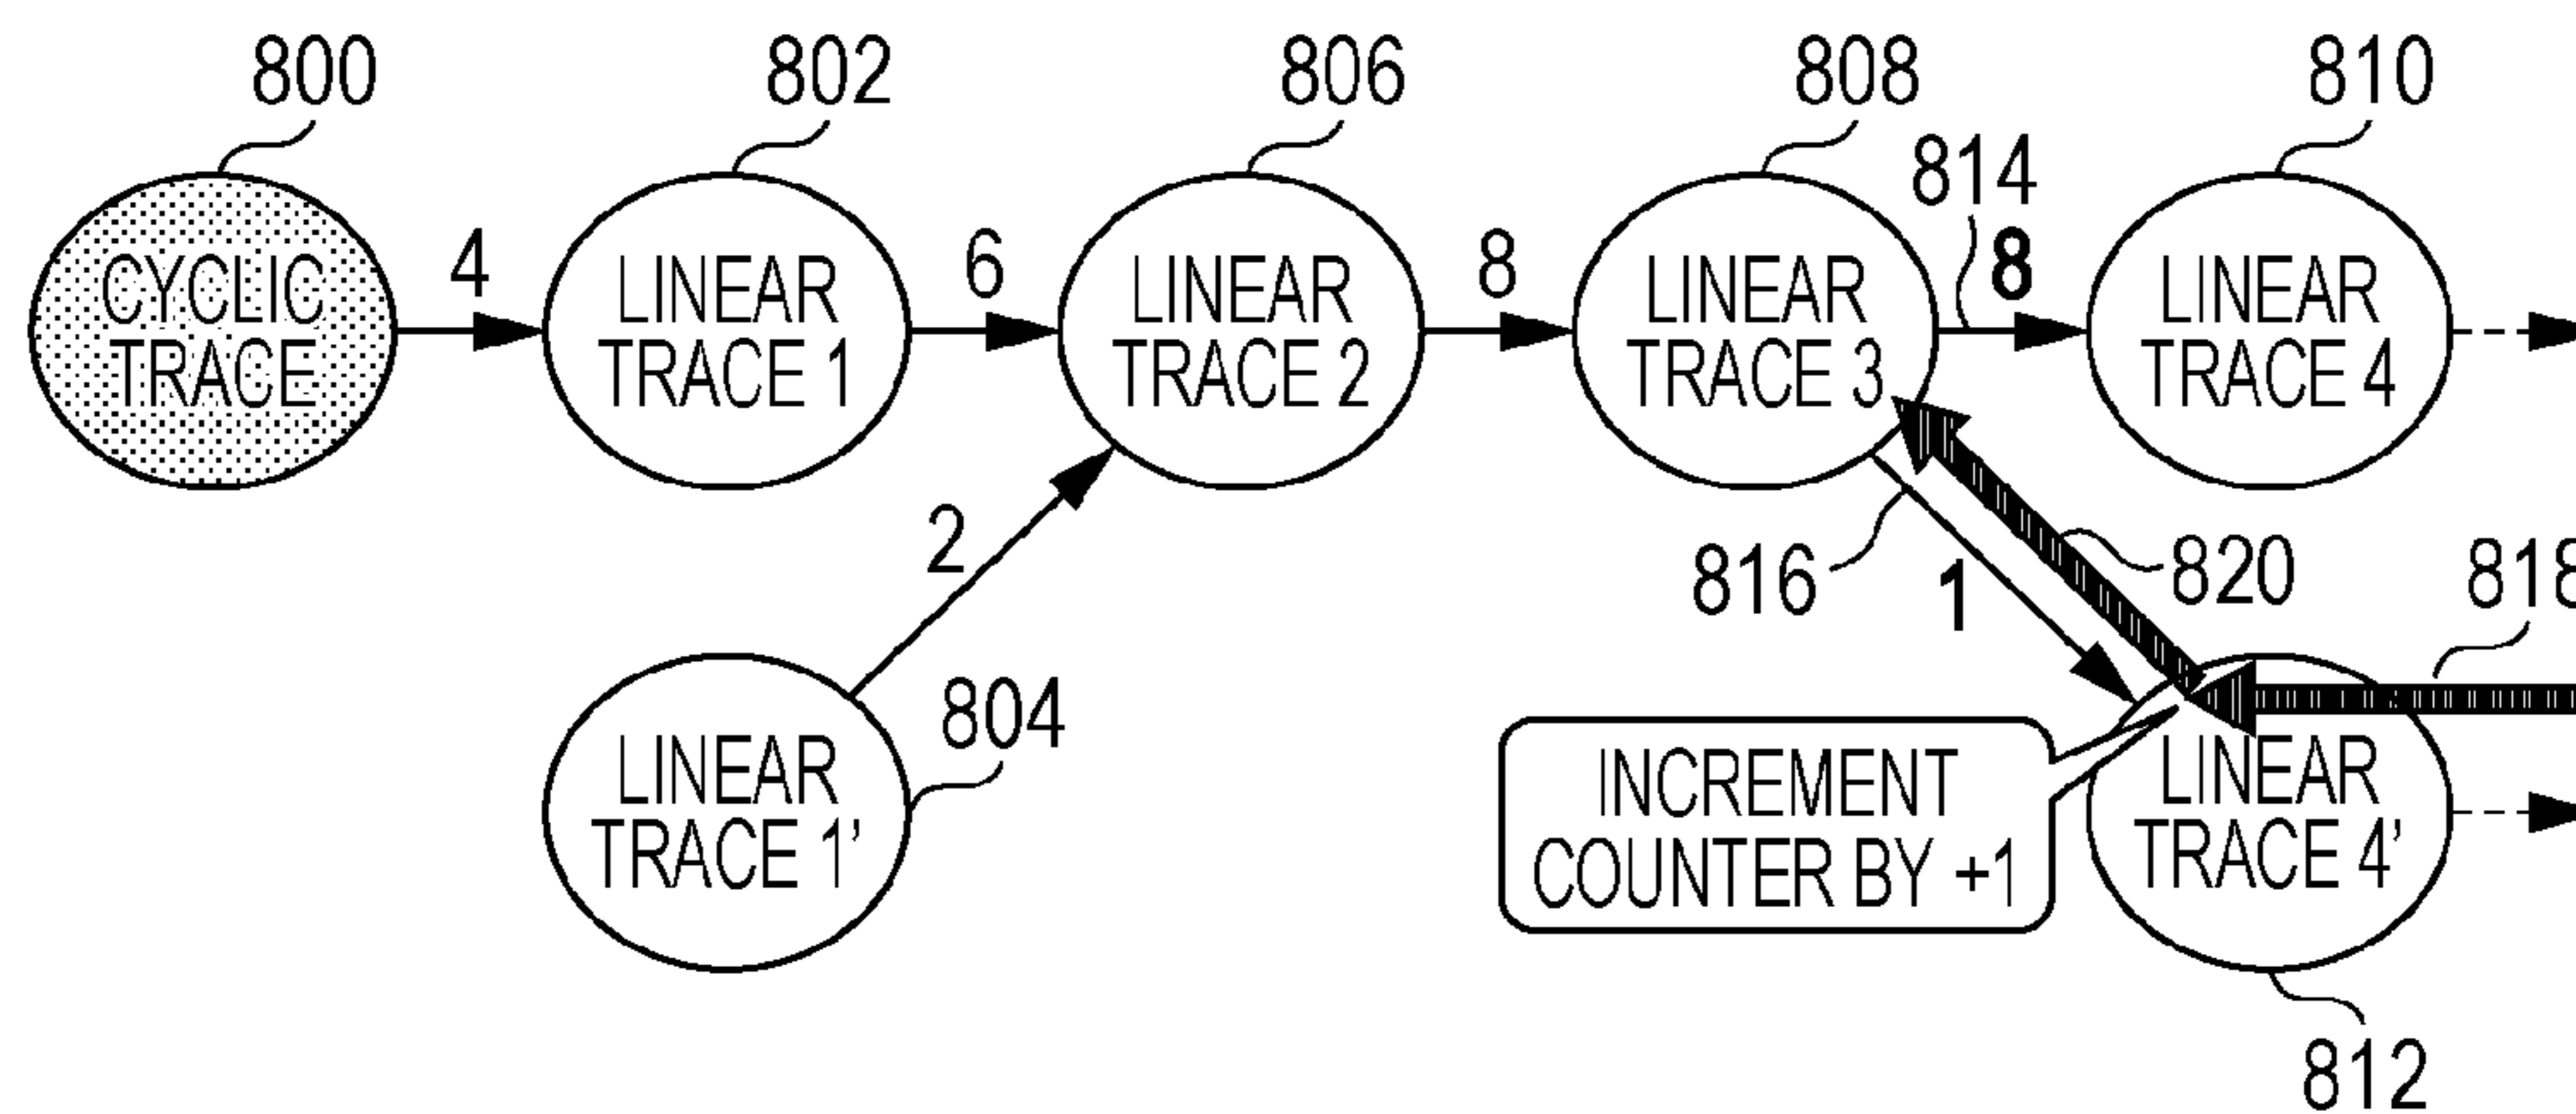 800
802
806
808
810
814
CYCLIC
TRACE
4
LINEAR
TRACE 1
6
LINEAR
TRACE 2
8
LINEAR
TRACE 3
8
LINEAR
TRACE 4
2
816
1
820
818
LINEAR
TRACE 1'
804
INCREMENT
COUNTER BY +1
LINEAR
TRACE 4'
812